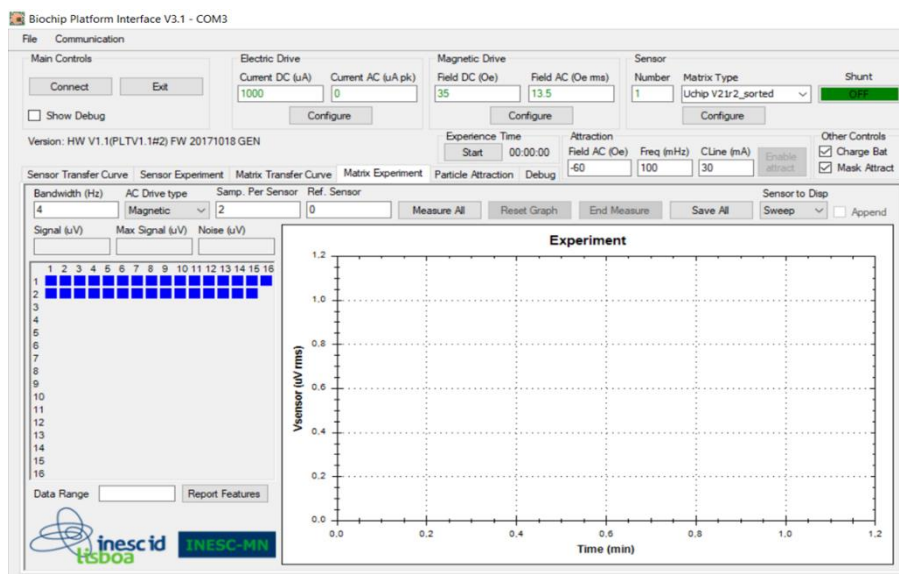 Biochip Platform Interface V3.1 - COM3
File Communication
Main Controls Electric Drive Magnetic Drive Sensor
Current DC (uA) Current AC (uA pk) Field DC (Oe) Field AC (Oe rms) Number Matrix Type Shunt
Connect Exit 1000 0 35 13.5 1 Uchip V21r2_sorted OFF
Show Debug Configure Configure Configure
Version: HW V1.1(PLTV1.1#2) FW 20171018 GEN Experience Time Attraction Other Controls
Start 00:00:00 Field AC (Oe) Freq (mHz) CLine (mA) Enable attract Charge Bat
-60 100 30 Mask Attract
Sensor Transfer Curve Sensor Experiment Matrix Transfer Curve Matrix Experiment Particle Attraction Debug
Bandwidth (Hz) AC Drive type Samp. Per Sensor Ref. Sensor Sensor to Disp
4 Magnetic 2 0 Measure All Reset Graph End Measure Save All Sweep Append
Signal (uV) Max Signal (uV) Noise (uV)
Experiment
1 2 3 4 5 6 7 8 9 10 11 12 13 14 15 16
1
2
3
4
5
6
7
8
9
10
11
12
13
14
15
16
Data Range Report Features
inesc id
lisboa
INESC-MN
Vsensor (uV rms)
1,2
1,0
0,8
0,6
0,4
0,2
0,0
0,0 0,2 0,4 0,6 0,8 1,0 1,2
Time (min)